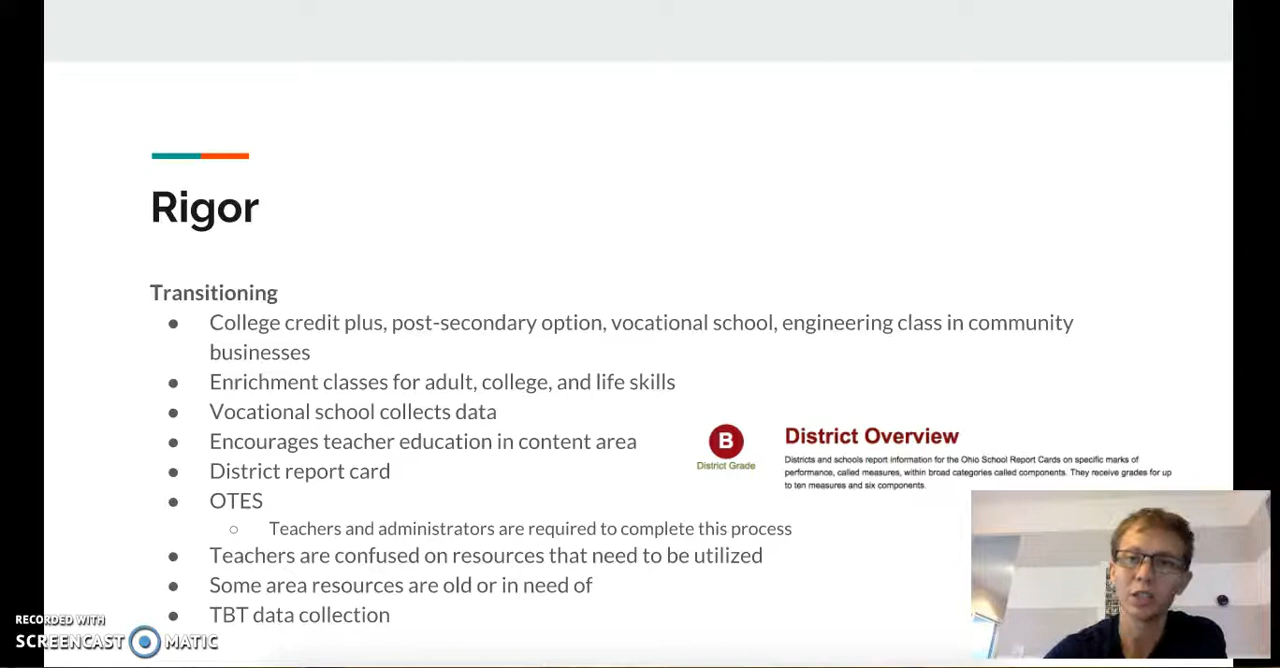 Rigor
Transitioning
● College credit plus, post-secondary option, vocational school, engineering class in community
businesses
● Enrichment classes for adult, college, and life skills
● Vocational school collects data
● Encourages teacher education in content area
● District report card
● OTES
○ Teachers and administrators are required to complete this process
● Teachers are confused on resources that need to be utilized
● Some area resources are old or in need of
● TBT data collection
B
District Grade
District Overview
Districts and schools report information for the Ohio School Report Cards on specific marks of
performance, called measures, within broad categories called components. They receive grades for up
to ten measures and six components.
RECORDED WITH
SCREENCAST MATIC